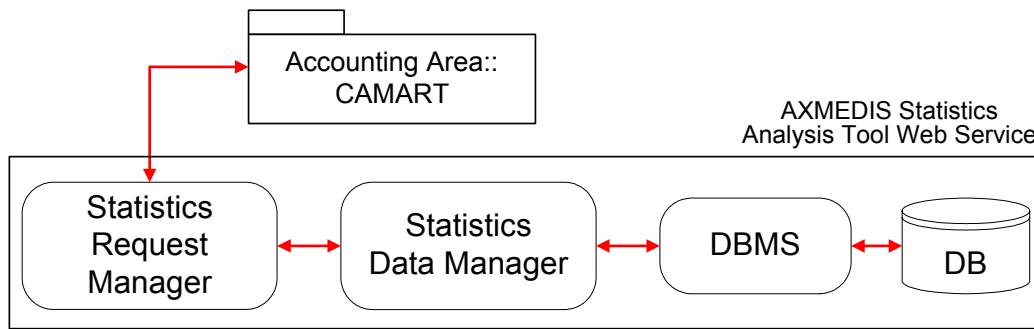 Accounting Area::
CAMART
AXMEDIS Statistics
Analysis Tool Web Service
Statistics
Request
Manager
Statistics
Data Manager
DBMS
DB